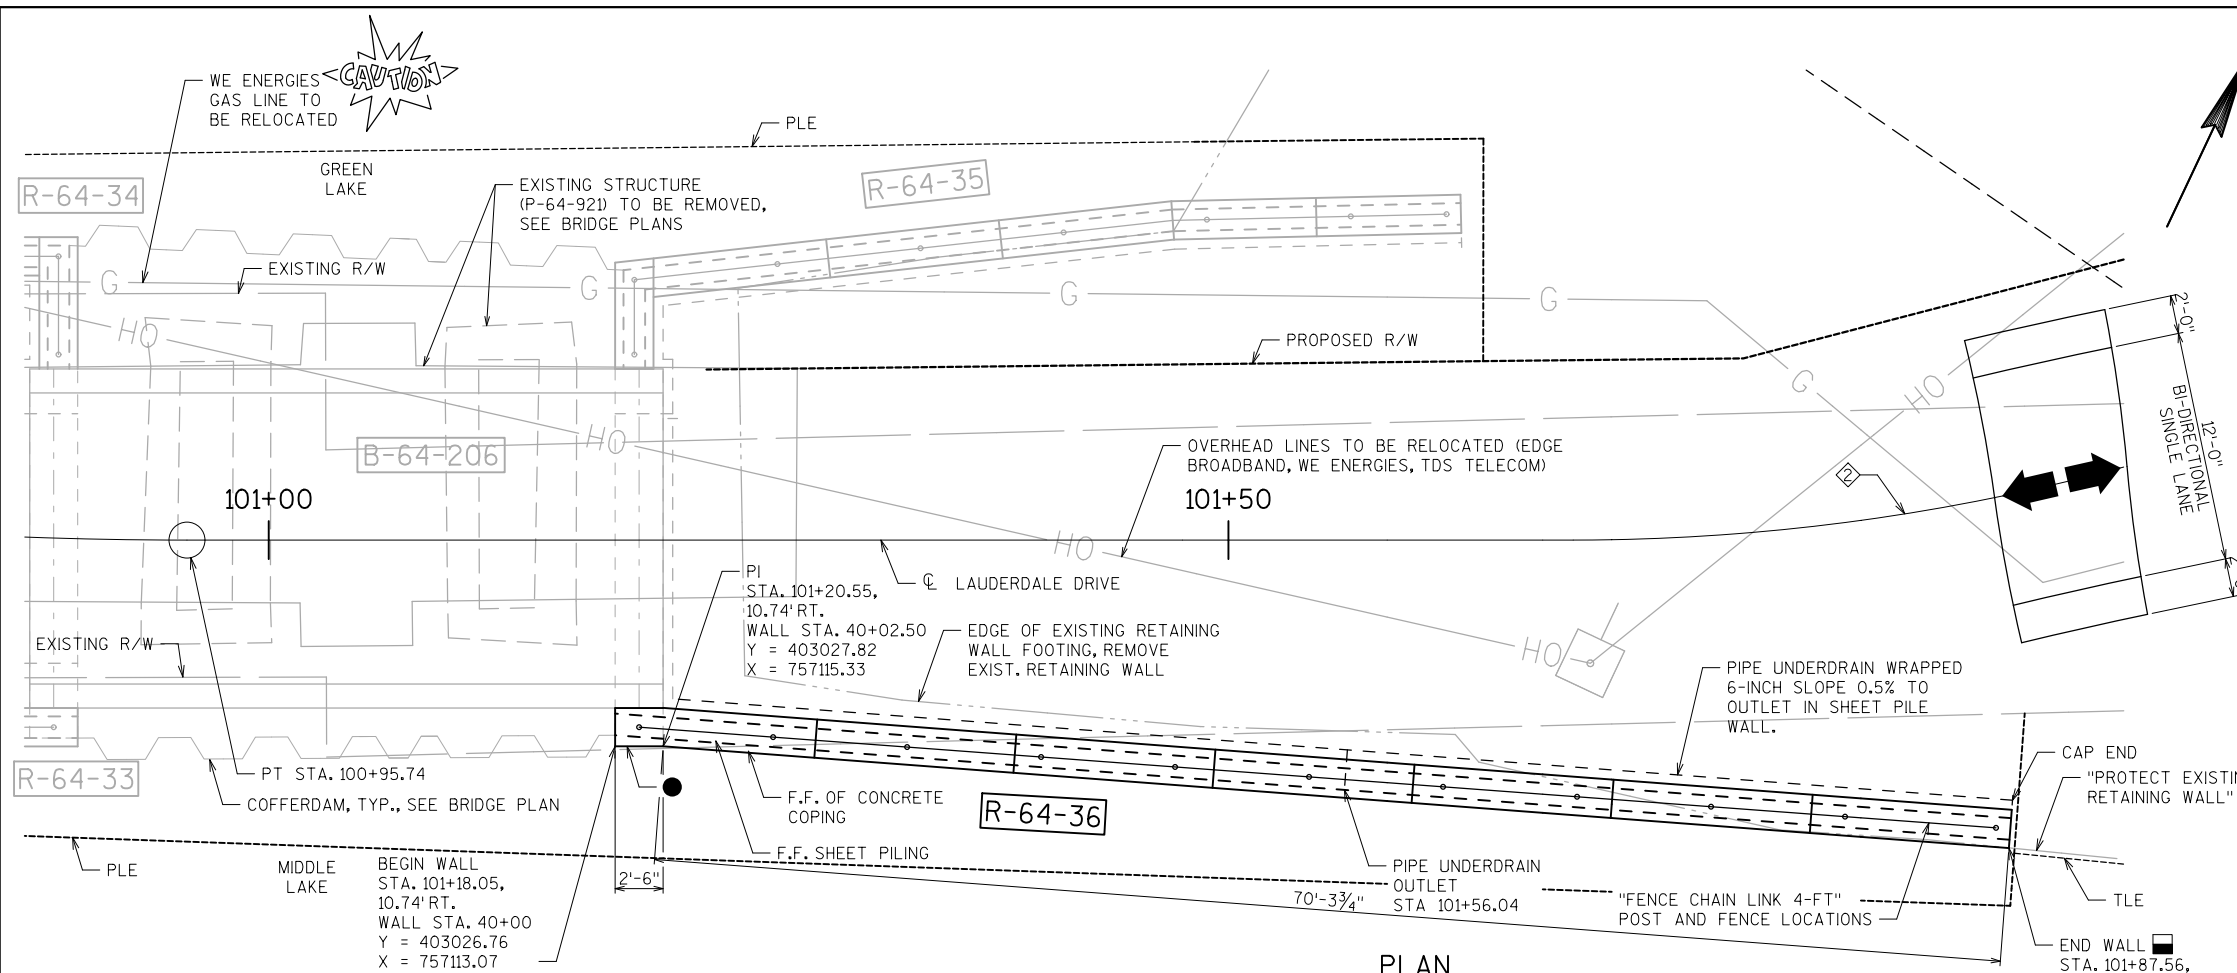 WE ENERGIES
GAS LINE TO
BE RELOCATED
CAUTION
PLE
GREEN
LAKE
R-64-34
EXISTING STRUCTURE
(P-64-921) TO BE REMOVED,
SEE BRIDGE PLANS
R-64-35
EXISTING R/W
G
G
G
G
G
HO
HO
HO
HO
HO
PROPOSED R/W
2'-0"
12'-0"
BI-DIRECTIONAL
SINGLE LANE
B-64-206
OVERHEAD LINES TO BE RELOCATED (EDGE
BROADBAND, WE ENERGIES, TDS TELECOM)
2
101+00
101+50
℄ LAUDERDALE DRIVE
PI
STA. 101+20.55,
10.74' RT.
WALL STA. 40+02.50
Y = 403027.82
X = 757115.33
EXISTING R/W
EDGE OF EXISTING RETAINING
WALL FOOTING, REMOVE
EXIST. RETAINING WALL
PIPE UNDERDRAIN WRAPPED
6-INCH SLOPE 0.5% TO
OUTLET IN SHEET PILE
WALL.
CAP END
"PROTECT EXISTIN
RETAINING WALL"
R-64-33
PT STA. 100+95.74
COFFERDAM, TYP., SEE BRIDGE PLAN
F.F. OF CONCRETE
COPING
R-64-36
F.F. SHEET PILING
PLE
MIDDLE
LAKE
BEGIN WALL
STA. 101+18.05,
10.74' RT.
WALL STA. 40+00
Y = 403026.76
X = 757113.07
2'-6"
70'-3¾"
PIPE UNDERDRAIN
OUTLET
STA 101+56.04
"FENCE CHAIN LINK 4-FT"
POST AND FENCE LOCATIONS
TLE
END WALL
STA. 101+87.56,
PLAN